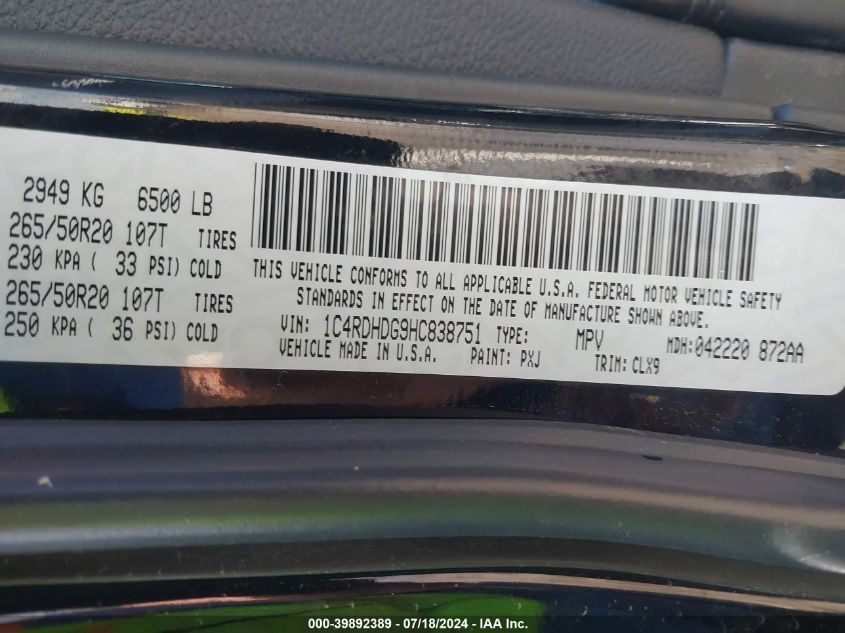 2949 KG 6500 LB
265/50R20 107T TIRES
230 KPA ( 33 PSI) COLD
265/50R20 107T TIRES
250 KPA ( 36 PSI) COLD
THIS VEHICLE CONFORMS TO ALL APPLICABLE U.S.A. FEDERAL MOTOR VEHICLE SAFETY
STANDARDS IN EFFECT ON THE DATE OF MANUFACTURE SHOWN ABOVE.
VIN: 1C4RDHDG9HC838751 TYPE: MPV MDH:042220 872AA
VEHICLE MADE IN U.S.A. PAINT: PXJ TRIM: CLX9
000-39892389 - 07/18/2024 - IAA Inc.